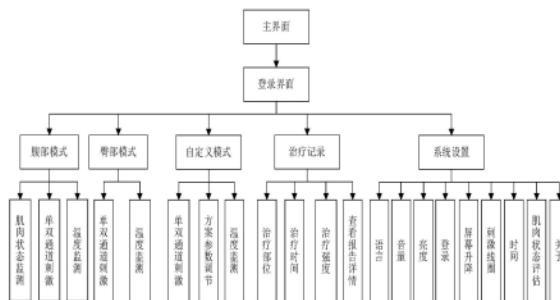 主界面
登录界面
腹部模式
臀部模式
自定义模式
治疗记录
系统设置
肌肉状态监测
单双通道刺激
温度监测
单双通道刺激
温度监测
单双通道刺激
方案参数调节
温度监测
治疗部位
治疗时间
治疗强度
查看报告详情
语言
音量
亮度
登录
屏幕升降
刺激线圈
时间
肌肉状态评估
关于